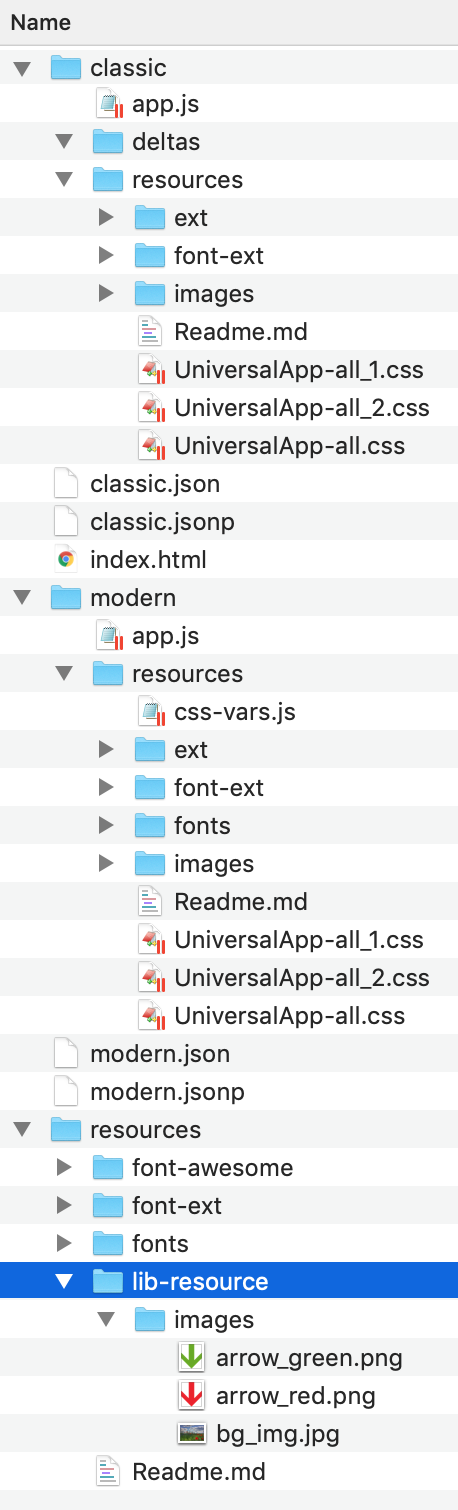 Name
classic
app.js
deltas
resources
ext
font-ext
images
Readme.md
UniversalApp-all_1.css
UniversalApp-all_2.css
UniversalApp-all.css
classic.json
classic.jsonp
index.html
modern
app.js
resources
css-vars.js
ext
font-ext
fonts
images
Readme.md
UniversalApp-all_1.css
UniversalApp-all_2.css
UniversalApp-all.css
modern.json
modern.jsonp
resources
font-awesome
font-ext
fonts
lib-resource
images
arrow_green.png
arrow_red.png
bg_img.jpg
Readme.md